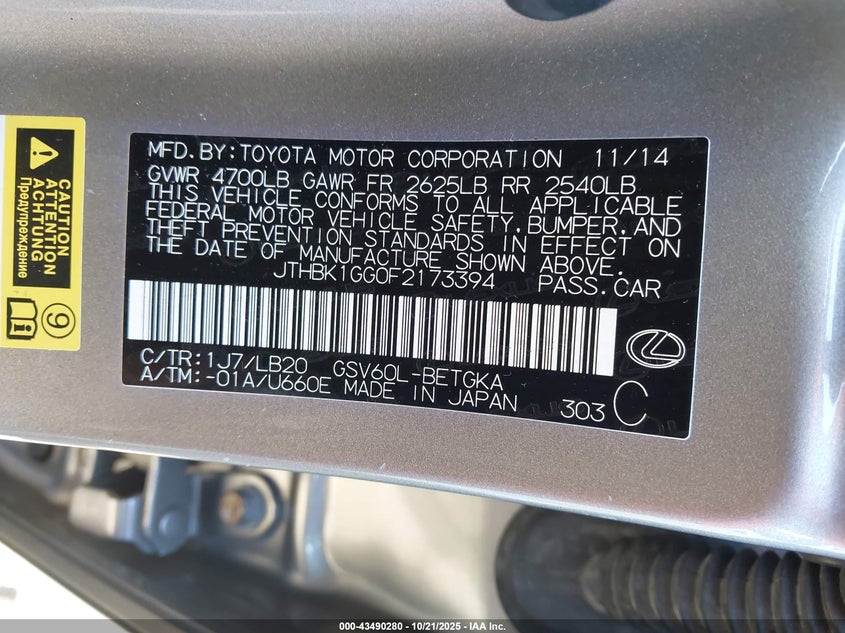 CAUTION
ATTENTION
ACHTUNG
Предупреждение
9
MFD.BY:TOYOTA MOTOR CORPORATION 11/14
GVWR 4700LB GAWR FR 2625LB RR 2540LB
THIS VEHICLE CONFORMS TO ALL APPLICABLE
FEDERAL MOTOR VEHICLE SAFETY,BUMPER,AND
THEFT PREVENTION STANDARDS IN EFFECT ON
THE DATE OF MANUFACTURE SHOWN ABOVE.
JTHBK1GG0F2173394 PASS.CAR
C/TR:1J7/LB20 GSV60L-BETGKA
A/TM:-01A/U660E MADE IN JAPAN 303 C
000-43490280 - 10/21/2025 - IAA Inc.